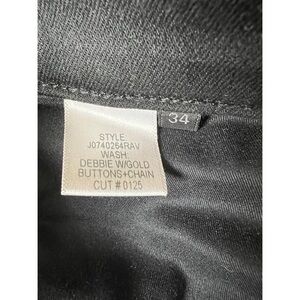 STYLE:
J0740264RAV
WASH:
DEBBIE W/GOLD
BUTTONS+CHAIN
CUT # 0125
34